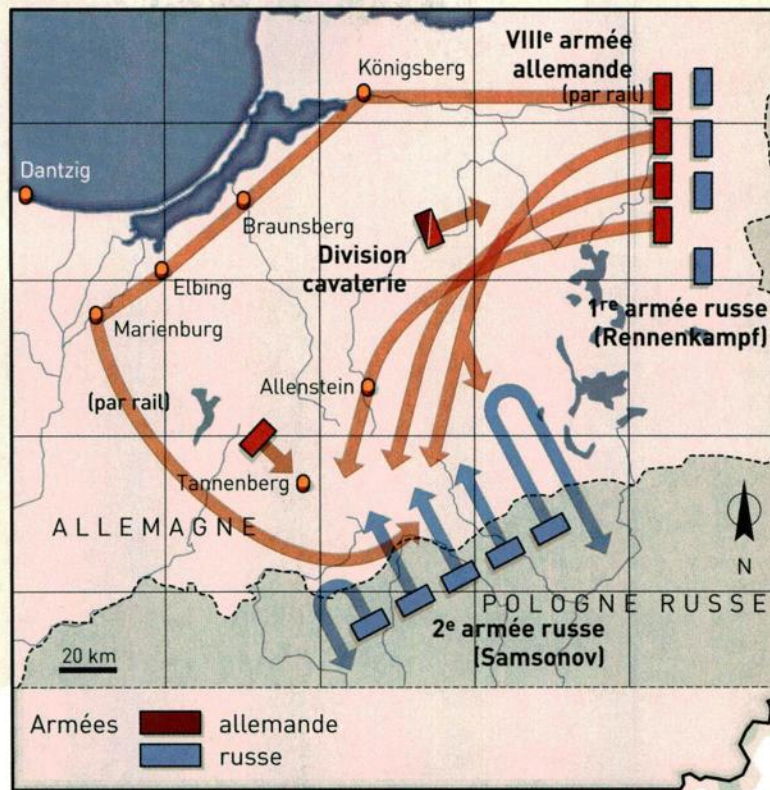 VIIIe armée
allemande
(par rail)
Königsberg
Dantzig
Braunsberg
Division
cavalerie
Elbing
1re armée russe
(Rennenkampf)
Marienburg
Allenstein
(par rail)
Tannenberg
ALLEMAGNE
N
POLOGNE RUSSE
2e armée russe
(Samsonov)
20 km
Armées
allemande
russe